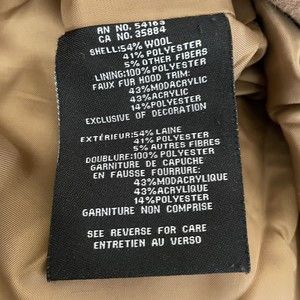 RN NO. 54163
CA NO. 35884
SHELL:54% WOOL
41% POLYESTER
5% OTHER FIBERS
LINING:100% POLYESTER
FAUX FUR HOOD TRIM:
43%MODACRYLIC
43%ACRYLIC
14%POLYESTER
EXCLUSIVE OF DECORATION
EXTÉRIEUR:54% LAINE
41% POLYESTER
5% AUTRES FIBRES
DOUBLURE:100% POLYESTER
GARNITURE DE CAPUCHE
EN FAUSSE FOURRURE:
43%MODACRYLIQUE
43%ACRYLIQUE
14%POLYESTER
GARNITURE NON COMPRISE
SEE REVERSE FOR CARE
ENTRETIEN AU VERSO